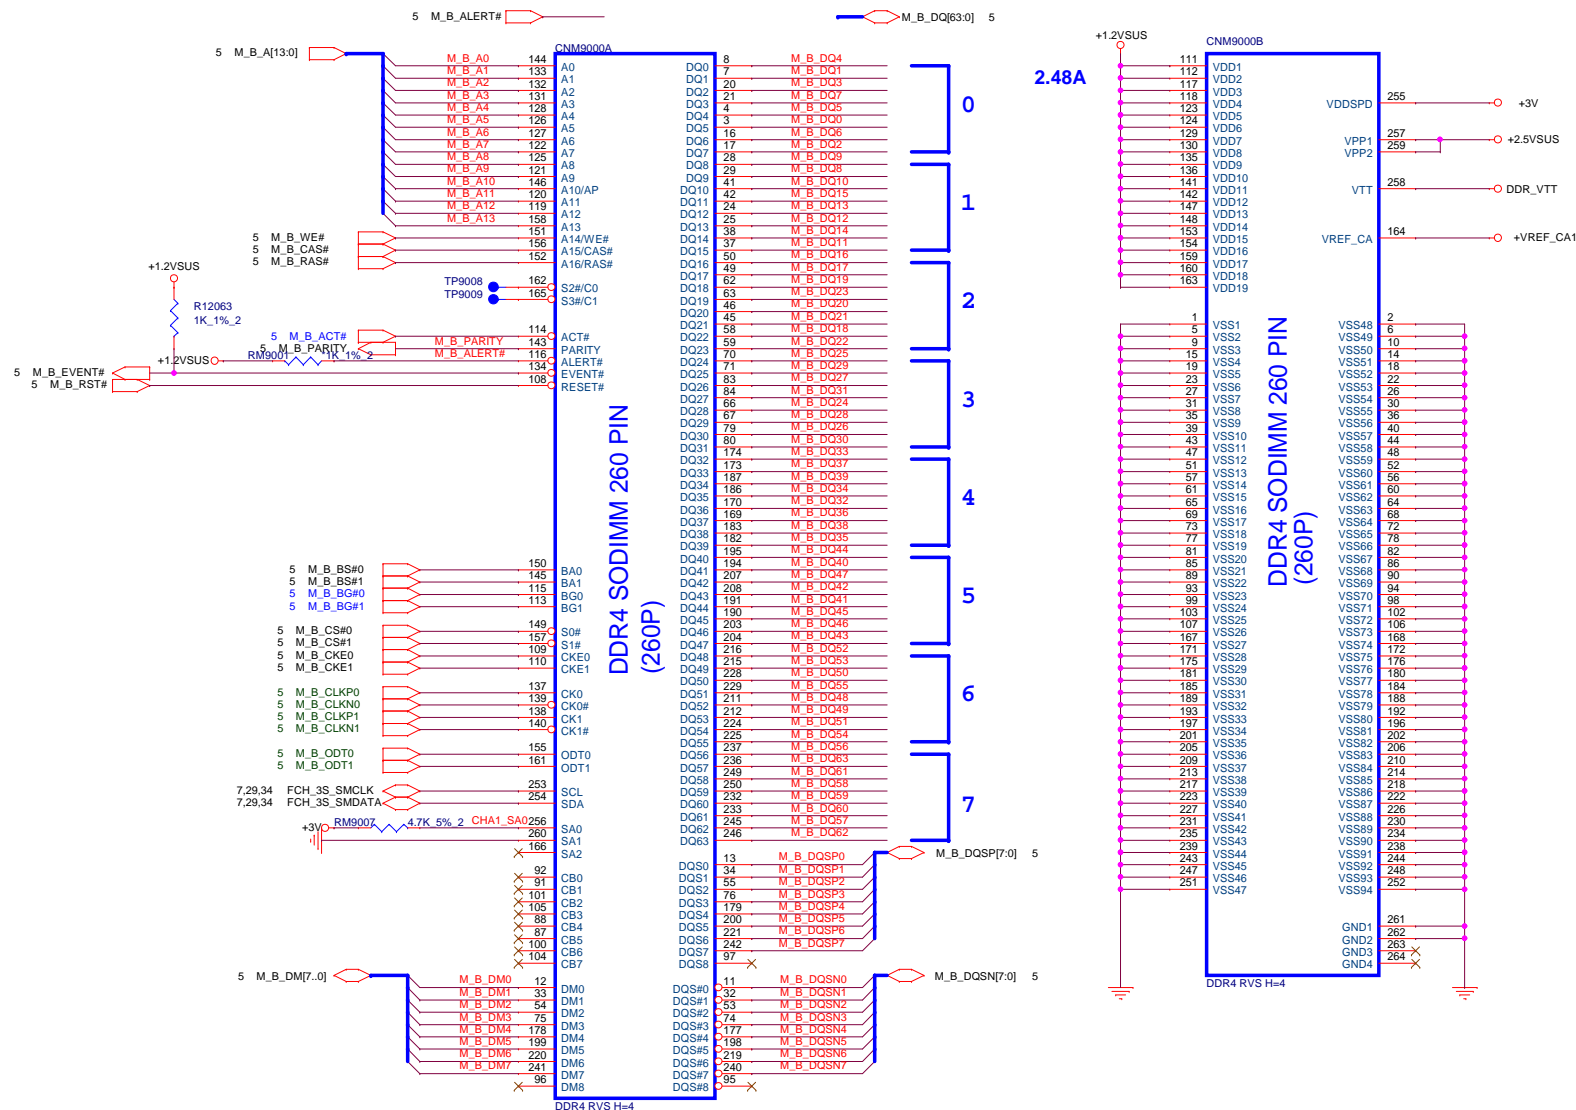 5 M_B_ALERT#
M_B_DQ[63:0] 5
5 M_B_A[13:0]
CNM9000A
M_B_A0 144 A0
M_B_A1 133 A1
M_B_A2 132 A2
M_B_A3 131 A3
M_B_A4 128 A4
M_B_A5 126 A5
M_B_A6 127 A6
M_B_A7 122 A7
M_B_A8 125 A8
M_B_A9 121 A9
M_B_A10 146 A10/AP
M_B_A11 120 A11
M_B_A12 119 A12
M_B_A13 158 A13
5 M_B_WE# 151 A14/WE#
5 M_B_CAS# 156 A15/CAS#
5 M_B_RAS# 152 A16/RAS#
TP9008 162 S2#/C0
TP9009 165 S3#/C1
+1.2VSUS
R12063
1K_1%_2
5 M_B_ACT# 114 ACT#
5 M_B_PARITY M_B_PARITY 143 PARITY
+1.2VSUS RM9001 1K_1%_2 M_B_ALERT# 116 ALERT#
5 M_B_EVENT# 134 EVENT#
5 M_B_RST# 108 RESET#
5 M_B_BS#0 150 BA0
5 M_B_BS#1 145 BA1
5 M_B_BG#0 115 BG0
5 M_B_BG#1 113 BG1
5 M_B_CS#0 149 S0#
5 M_B_CS#1 157 S1#
5 M_B_CKE0 109 CKE0
5 M_B_CKE1 110 CKE1
5 M_B_CLKP0 137 CK0
5 M_B_CLKN0 139 CK0#
5 M_B_CLKP1 138 CK1
5 M_B_CLKN1 140 CK1#
5 M_B_ODT0 155 ODT0
5 M_B_ODT1 161 ODT1
7,29,34 FCH_3S_SMCLK 253 SCL
7,29,34 FCH_3S_SMDATA 254 SDA
+3V RM9007 4.7K_5%_2 CHA1_SA0 256 SA0
260 SA1
166 SA2
92 CB0
91 CB1
101 CB2
105 CB3
88 CB4
87 CB5
100 CB6
104 CB7
5 M_B_DM[7..0]
M_B_DM0 12 DM0
M_B_DM1 33 DM1
M_B_DM2 54 DM2
M_B_DM3 75 DM3
M_B_DM4 178 DM4
M_B_DM5 199 DM5
M_B_DM6 220 DM6
M_B_DM7 241 DM7
96 DM8
DDR4 SODIMM 260 PIN
(260P)
DDR4 RVS H=4
DQ0 8 M_B_DQ4
DQ1 7 M_B_DQ1
DQ2 20 M_B_DQ3
DQ3 21 M_B_DQ7
DQ4 4 M_B_DQ5
DQ5 3 M_B_DQ0
DQ6 16 M_B_DQ6
DQ7 17 M_B_DQ2
0
DQ8 28 M_B_DQ9
DQ9 29 M_B_DQ8
DQ10 41 M_B_DQ10
DQ11 42 M_B_DQ15
DQ12 24 M_B_DQ13
DQ13 25 M_B_DQ12
DQ14 38 M_B_DQ14
DQ15 37 M_B_DQ11
1
DQ16 50 M_B_DQ16
DQ17 49 M_B_DQ17
DQ18 62 M_B_DQ19
DQ19 63 M_B_DQ23
DQ20 46 M_B_DQ20
DQ21 45 M_B_DQ21
DQ22 58 M_B_DQ18
DQ23 59 M_B_DQ22
2
DQ24 70 M_B_DQ25
DQ25 71 M_B_DQ29
DQ26 83 M_B_DQ27
DQ27 84 M_B_DQ31
DQ28 66 M_B_DQ24
DQ29 67 M_B_DQ28
DQ30 79 M_B_DQ26
DQ31 80 M_B_DQ30
3
DQ32 174 M_B_DQ33
DQ33 173 M_B_DQ37
DQ34 187 M_B_DQ39
DQ35 186 M_B_DQ34
DQ36 170 M_B_DQ32
DQ37 169 M_B_DQ36
DQ38 183 M_B_DQ38
DQ39 182 M_B_DQ35
4
DQ40 195 M_B_DQ44
DQ41 194 M_B_DQ40
DQ42 207 M_B_DQ47
DQ43 208 M_B_DQ42
DQ44 191 M_B_DQ41
DQ45 190 M_B_DQ45
DQ46 203 M_B_DQ46
DQ47 204 M_B_DQ43
5
DQ48 216 M_B_DQ52
DQ49 215 M_B_DQ53
DQ50 228 M_B_DQ50
DQ51 229 M_B_DQ55
DQ52 211 M_B_DQ48
DQ53 212 M_B_DQ49
DQ54 224 M_B_DQ51
DQ55 225 M_B_DQ54
6
DQ56 237 M_B_DQ56
DQ57 236 M_B_DQ63
DQ58 249 M_B_DQ61
DQ59 250 M_B_DQ58
DQ60 232 M_B_DQ59
DQ61 233 M_B_DQ60
DQ62 245 M_B_DQ57
DQ63 246 M_B_DQ62
7
M_B_DQSP[7:0] 5
DQS0 13 M_B_DQSP0
DQS1 34 M_B_DQSP1
DQS2 55 M_B_DQSP2
DQS3 76 M_B_DQSP3
DQS4 179 M_B_DQSP4
DQS5 200 M_B_DQSP5
DQS6 221 M_B_DQSP6
DQS7 242 M_B_DQSP7
DQS8 97
M_B_DQSN[7:0] 5
DQS#0 11 M_B_DQSN0
DQS#1 32 M_B_DQSN1
DQS#2 53 M_B_DQSN2
DQS#3 74 M_B_DQSN3
DQS#4 177 M_B_DQSN4
DQS#5 198 M_B_DQSN5
DQS#6 219 M_B_DQSN6
DQS#7 240 M_B_DQSN7
DQS#8 95
+1.2VSUS
2.48A
CNM9000B
111 VDD1
112 VDD2
117 VDD3
118 VDD4
123 VDD5
124 VDD6
129 VDD7
130 VDD8
135 VDD9
136 VDD10
141 VDD11
142 VDD12
147 VDD13
148 VDD14
153 VDD15
154 VDD16
159 VDD17
160 VDD18
163 VDD19
VDDSPD 255 +3V
VPP1 257 +2.5VSUS
VPP2 259
VTT 258 DDR_VTT
VREF_CA 164 +VREF_CA1
1 VSS1
5 VSS2
9 VSS3
15 VSS4
19 VSS5
23 VSS6
27 VSS7
31 VSS8
35 VSS9
39 VSS10
43 VSS11
47 VSS12
51 VSS13
57 VSS14
61 VSS15
65 VSS16
69 VSS17
73 VSS18
77 VSS19
81 VSS20
85 VSS21
89 VSS22
93 VSS23
99 VSS24
103 VSS25
107 VSS26
167 VSS27
171 VSS28
175 VSS29
181 VSS30
185 VSS31
189 VSS32
193 VSS33
197 VSS34
201 VSS35
205 VSS36
209 VSS37
213 VSS38
217 VSS39
223 VSS40
227 VSS41
231 VSS42
235 VSS43
239 VSS44
243 VSS45
247 VSS46
251 VSS47
DDR4 SODIMM 260 PIN
(260P)
VSS48 2
VSS49 6
VSS50 10
VSS51 14
VSS52 18
VSS53 22
VSS54 26
VSS55 30
VSS56 36
VSS57 40
VSS58 44
VSS59 48
VSS60 52
VSS61 56
VSS62 60
VSS63 64
VSS64 68
VSS65 72
VSS66 78
VSS67 82
VSS68 86
VSS69 90
VSS70 94
VSS71 98
VSS72 102
VSS73 106
VSS74 168
VSS75 172
VSS76 176
VSS77 180
VSS78 184
VSS79 188
VSS80 192
VSS81 196
VSS82 202
VSS83 206
VSS84 210
VSS85 214
VSS86 218
VSS87 222
VSS88 226
VSS89 230
VSS90 234
VSS91 238
VSS92 244
VSS93 248
VSS94 252
GND1 261
GND2 262
GND3 263
GND4 264
DDR4 RVS H=4